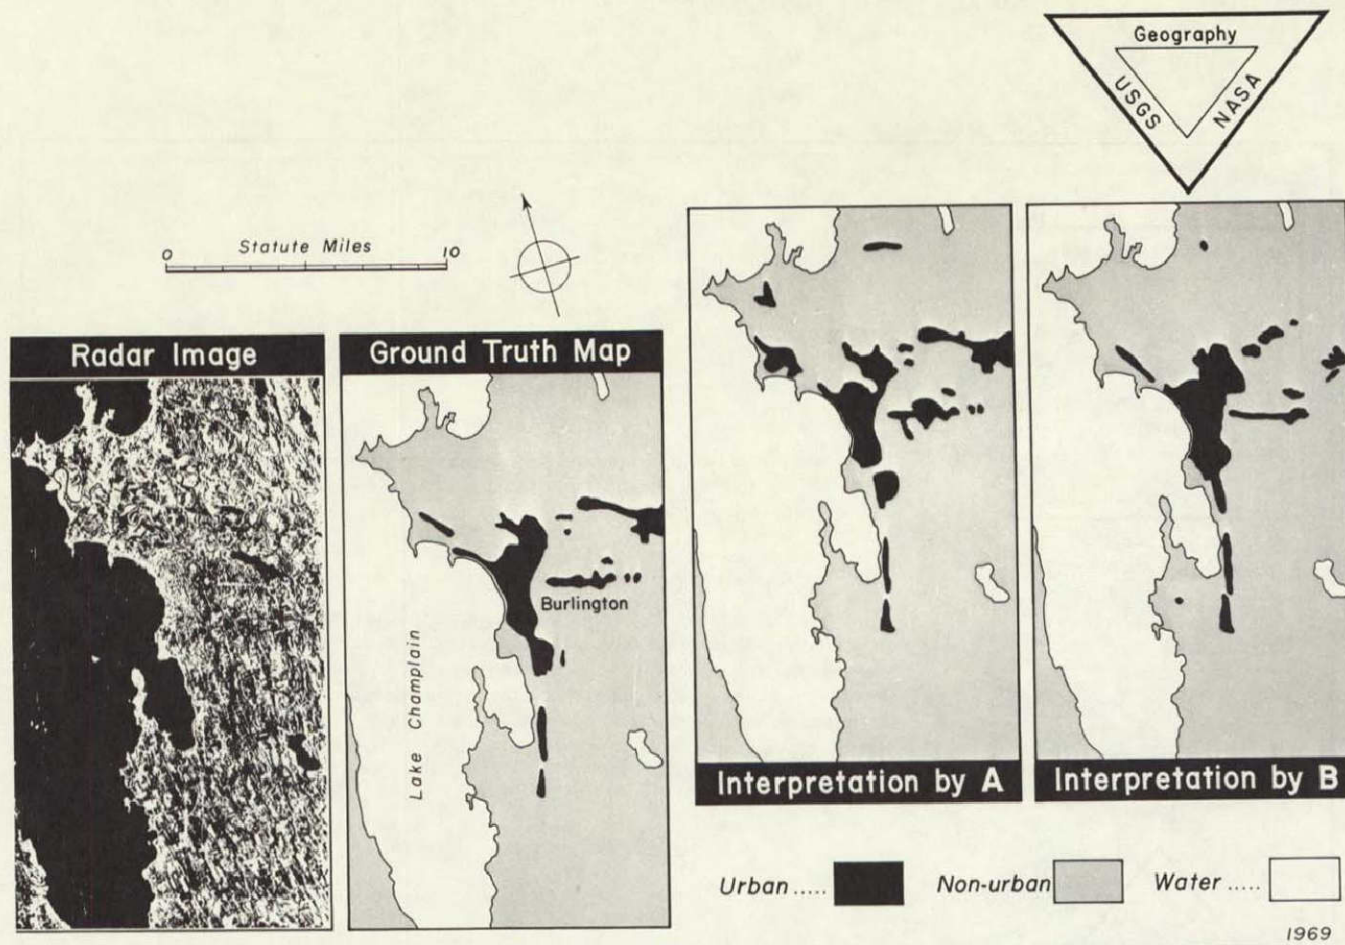 Geography
USGS
NASA
0 Statute Miles 10
Radar Image
Ground Truth Map
Burlington
Lake Champlain
Interpretation by A
Interpretation by B
Urban .....
Non-urban
Water .....
1969